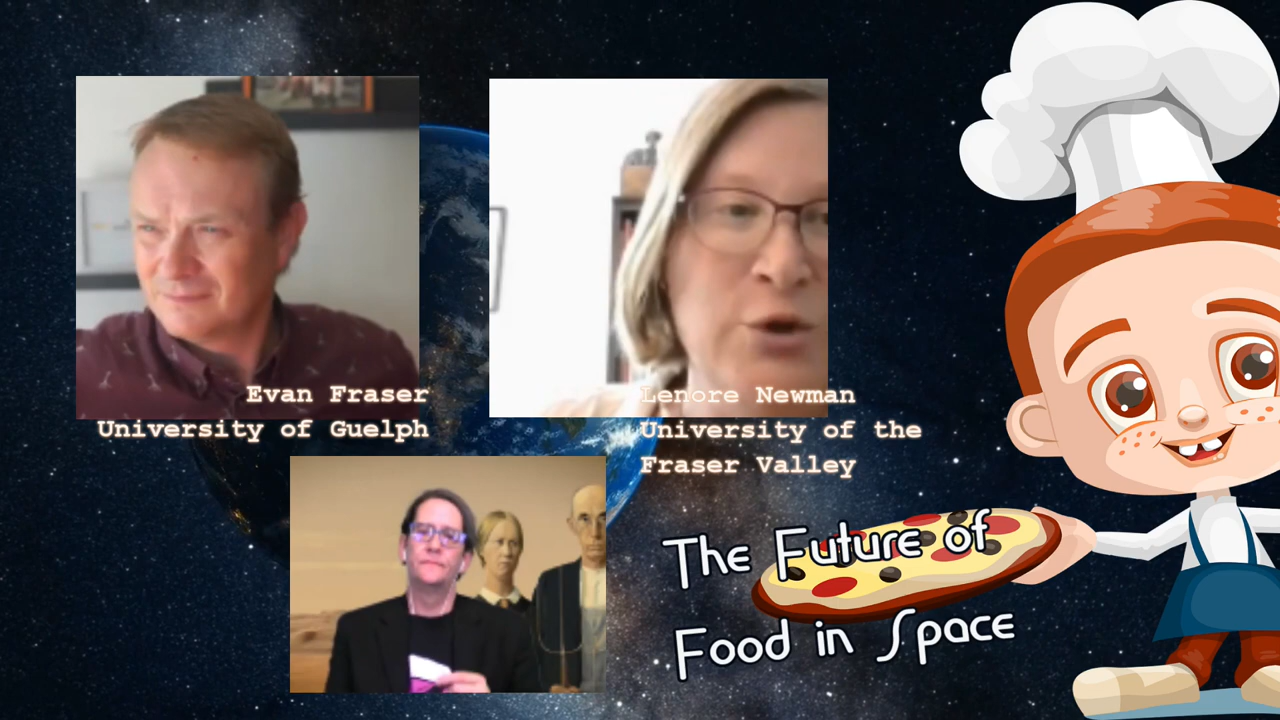 Evan Fraser
University of Guelph
Lenore Newman
University of the
Fraser Valley
The Future of
Food in Space